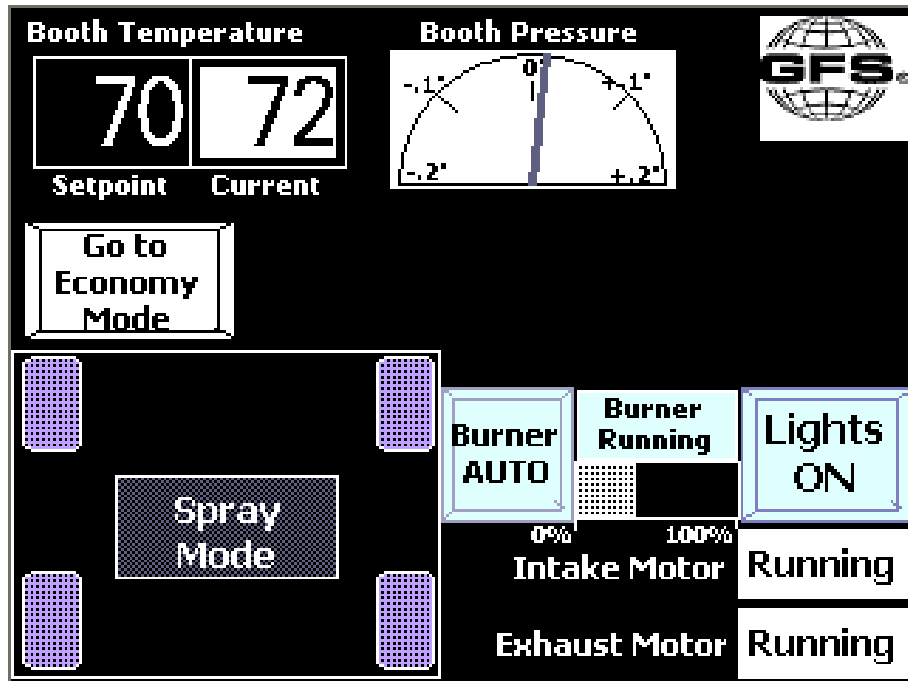 Booth Temperature
70
72
Setpoint
Current
Booth Pressure
-.2"
-.1"
0"
+.1"
+.2"
GFS®
Go to
Economy
Mode
Spray
Mode
Burner
AUTO
Burner
Running
0%
100%
Lights
ON
Intake Motor
Running
Exhaust Motor
Running